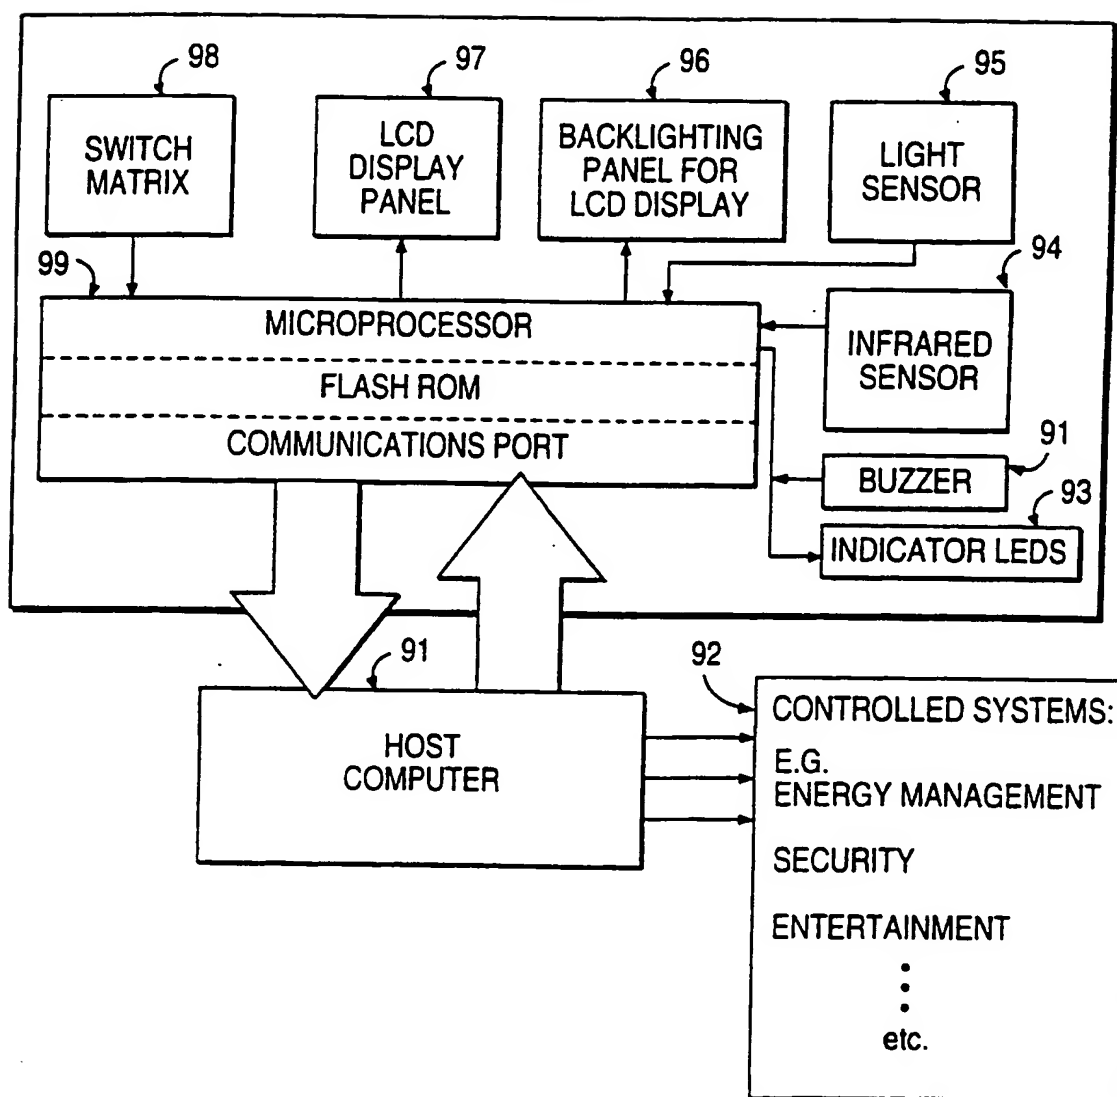 98
97
96
95
SWITCH
MATRIX
LCD
DISPLAY
PANEL
BACKLIGHTING
PANEL FOR
LCD DISPLAY
LIGHT
SENSOR
99
94
MICROPROCESSOR
FLASH ROM
COMMUNICATIONS PORT
INFRARED
SENSOR
91
BUZZER
93
INDICATOR LEDS
91
HOST
COMPUTER
92
CONTROLLED SYSTEMS:
E.G.
ENERGY MANAGEMENT
SECURITY
ENTERTAINMENT
etc.